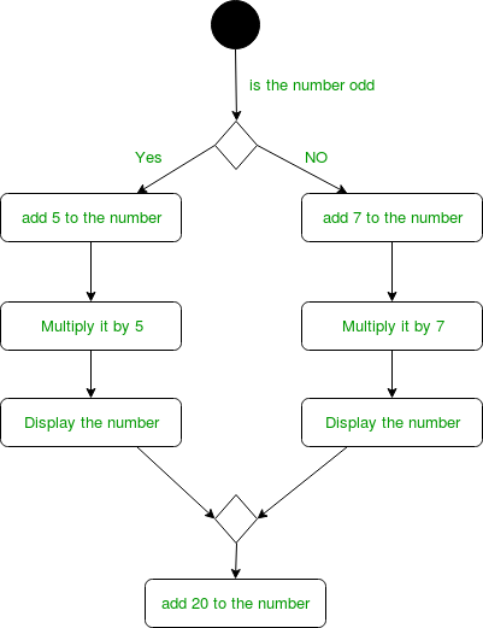 is the number odd
Yes
NO
add 5 to the number
add 7 to the number
Multiply it by 5
Multiply it by 7
Display the number
Display the number
add 20 to the number